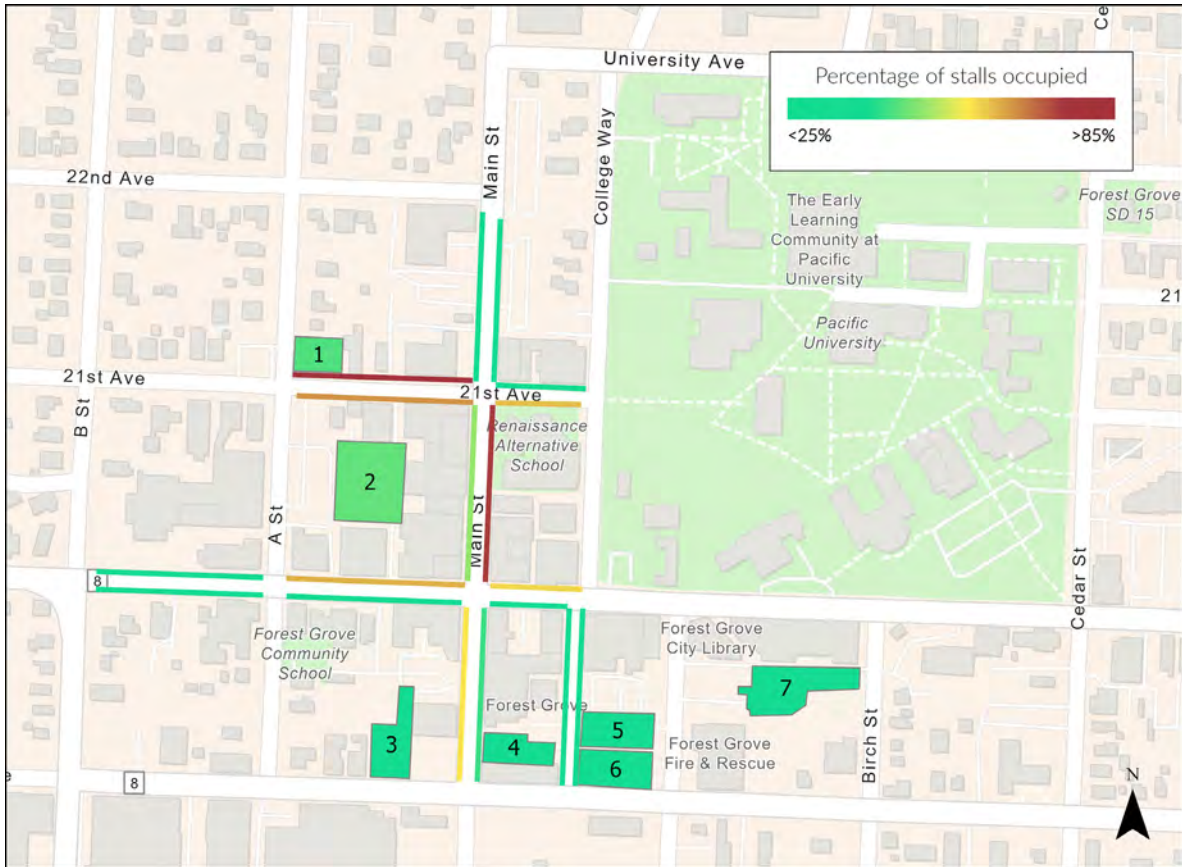 University Ave
Percentage of stalls occupied
<25%
>85%
Main St
College Way
Ce
22nd Ave
The Early
Learning
Community at
Pacific
University
Forest Grove
SD 15
21
Pacific
University
1
21st Ave
21st Ave
B St
Renaissance
Alternative
School
2
A St
Main St
8
Cedar St
Forest Grove
Community
School
Forest Grove
City Library
7
Forest Grove
3
4
5
6
Forest Grove
Fire & Rescue
Birch St
8
e
N